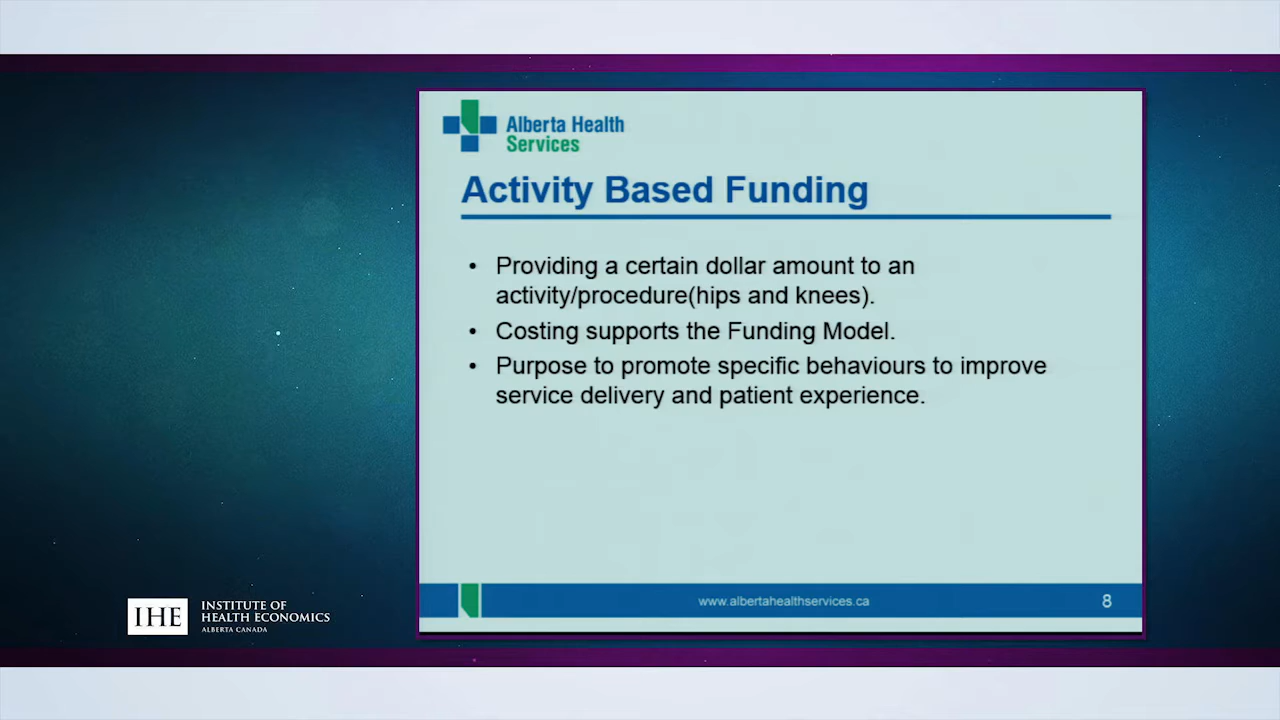 Alberta Health
Services
Activity Based Funding
• Providing a certain dollar amount to an
activity/procedure(hips and knees).
• Costing supports the Funding Model.
• Purpose to promote specific behaviours to improve
service delivery and patient experience.
www.albertahealthservices.ca
8
IHE
INSTITUTE OF
HEALTH ECONOMICS
ALBERTA CANADA